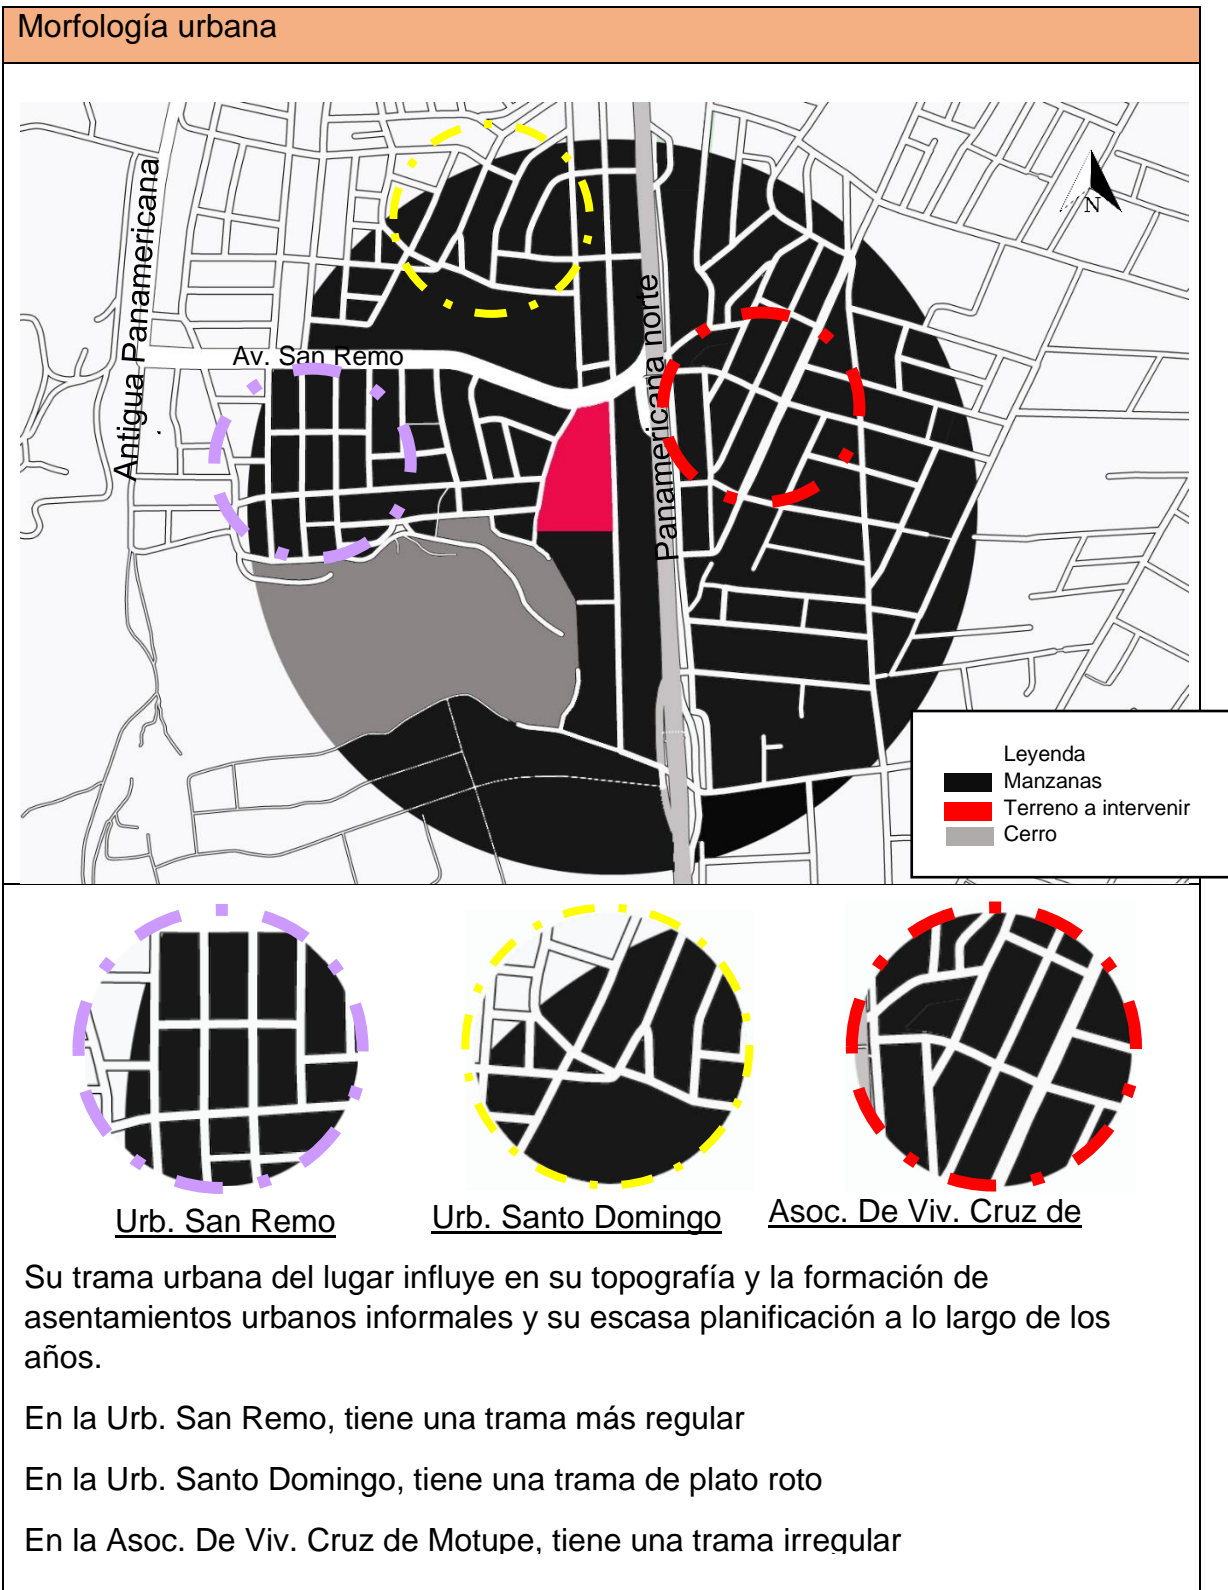 Morfología urbana
Antigua Panamericana
Av. San Remo
Panamericana norte
N
Leyenda
Manzanas
Terreno a intervenir
Cerro
Urb. San Remo
Urb. Santo Domingo
Asoc. De Viv. Cruz de
Su trama urbana del lugar influye en su topografía y la formación de
asentamientos urbanos informales y su escasa planificación a lo largo de los
años.
En la Urb. San Remo, tiene una trama más regular
En la Urb. Santo Domingo, tiene una trama de plato roto
En la Asoc. De Viv. Cruz de Motupe, tiene una trama irregular